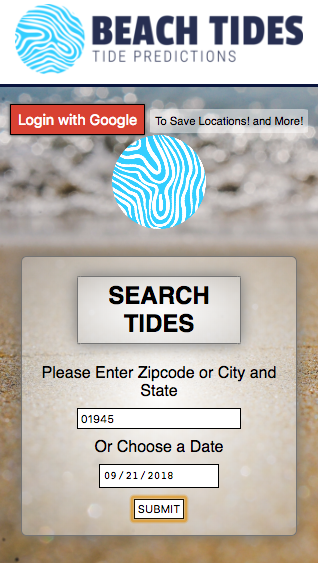 BEACH TIDES
TIDE PREDICTIONS
Login with Google
To Save Locations! and More!
SEARCH
TIDES
Please Enter Zipcode or City and
State
01945
Or Choose a Date
09/21/2018
SUBMIT